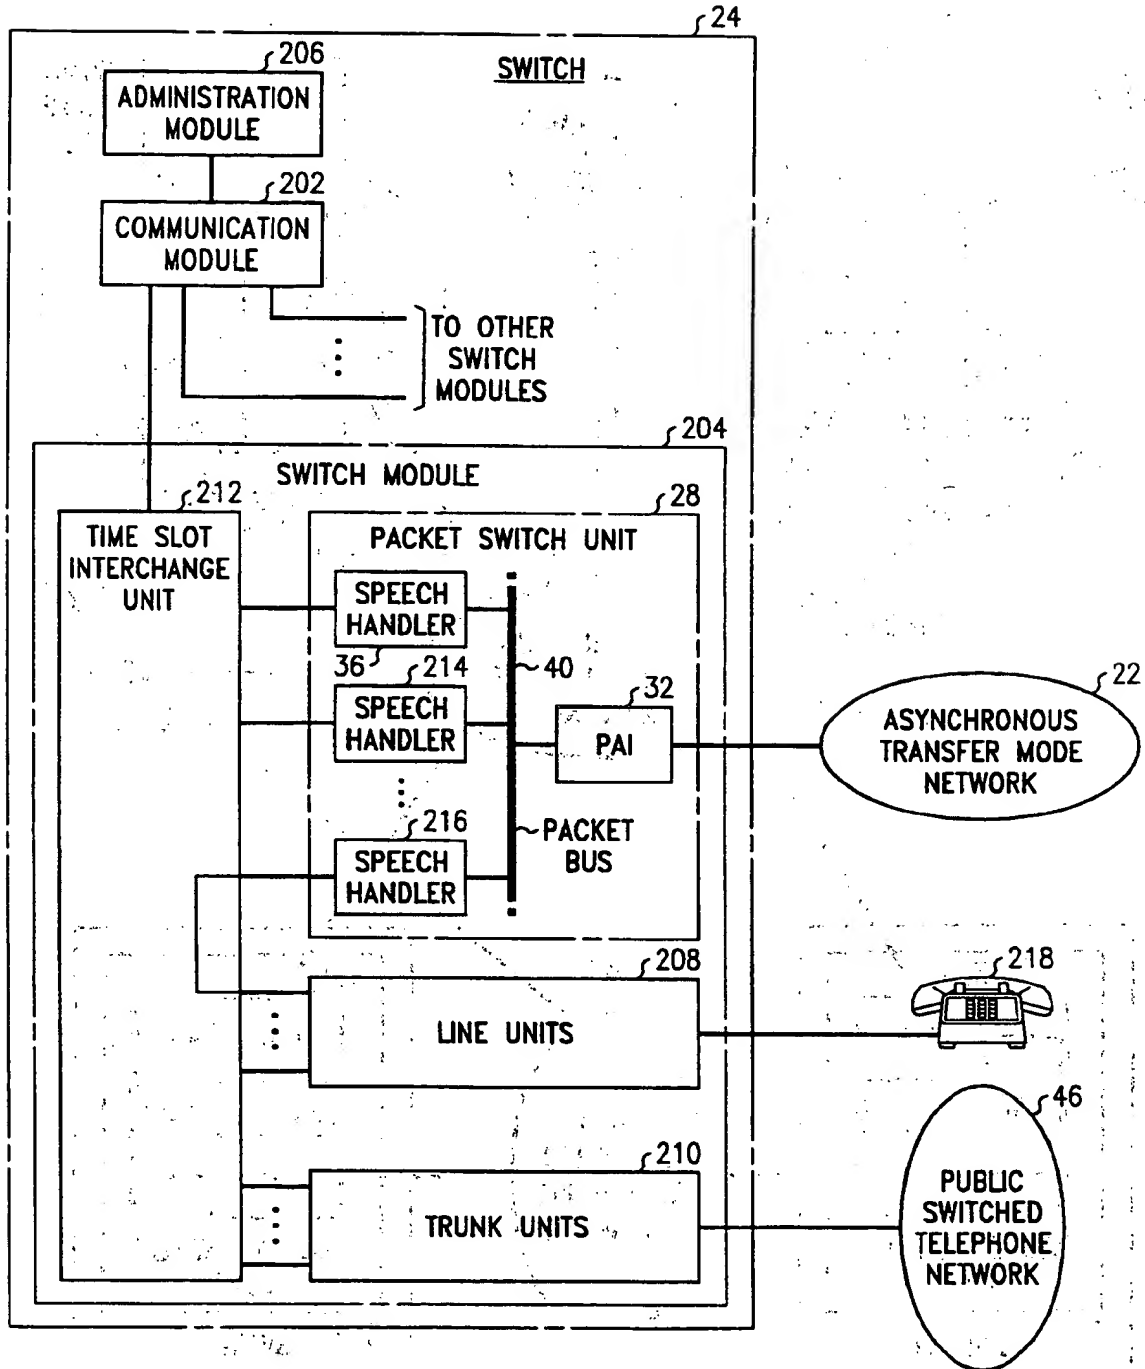 24
SWITCH
206
ADMINISTRATION
MODULE
202
COMMUNICATION
MODULE
TO OTHER
SWITCH
MODULES
204
SWITCH MODULE
212
TIME SLOT
INTERCHANGE
UNIT
28
PACKET SWITCH UNIT
SPEECH
HANDLER
36
214
SPEECH
HANDLER
40
32
PAI
22
ASYNCHRONOUS
TRANSFER MODE
NETWORK
216
SPEECH
HANDLER
PACKET
BUS
208
LINE UNITS
218
46
210
TRUNK UNITS
PUBLIC
SWITCHED
TELEPHONE
NETWORK